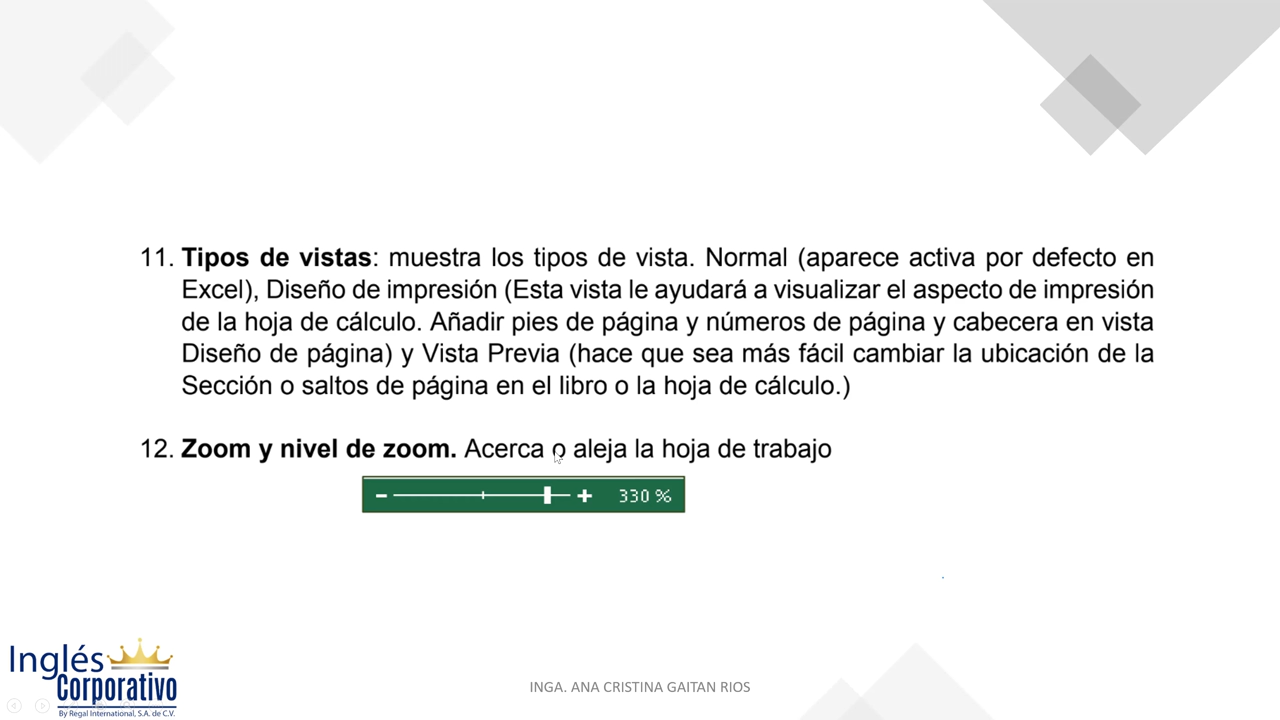 11. Tipos de vistas: muestra los tipos de vista. Normal (aparece activa por defecto en
Excel), Diseño de impresión (Esta vista le ayudará a visualizar el aspecto de impresión
de la hoja de cálculo. Añadir pies de página y números de página y cabecera en vista
Diseño de página) y Vista Previa (hace que sea más fácil cambiar la ubicación de la
Sección o saltos de página en el libro o la hoja de cálculo.)
12. Zoom y nivel de zoom. Acerca o aleja la hoja de trabajo
330 %
Inglés
Corporativo
By Regal International, S.A. de C.V.
INGA. ANA CRISTINA GAITAN RIOS